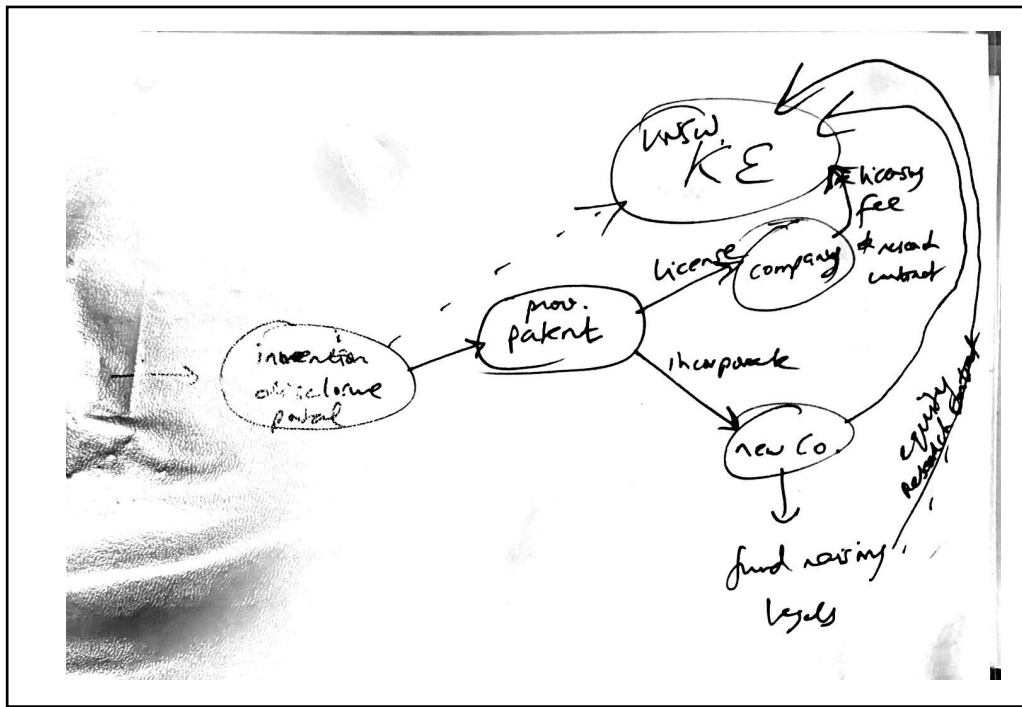 UNSW.
KE
licensing
fee
& research
contract
License
company
prov.
patent
invention
disclosure
portal
incorporate
new Co.
equity
research contract
fund raising
legals